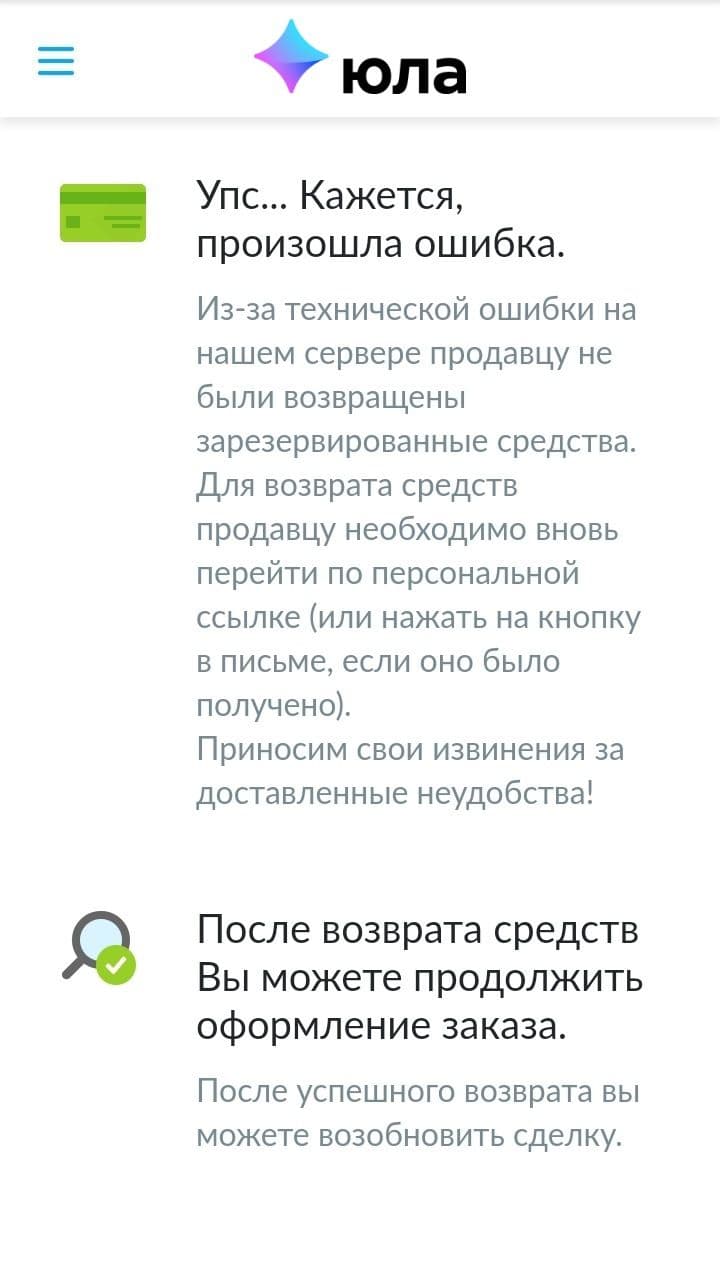 юла
Упс... Кажется,
произошла ошибка.
Из-за технической ошибки на
нашем сервере продавцу не
были возвращены
зарезервированные средства.
Для возврата средств
продавцу необходимо вновь
перейти по персональной
ссылке (или нажать на кнопку
в письме, если оно было
получено).
Приносим свои извинения за
доставленные неудобства!
После возврата средств
Вы можете продолжить
оформление заказа.
После успешного возврата вы
можете возобновить сделку.